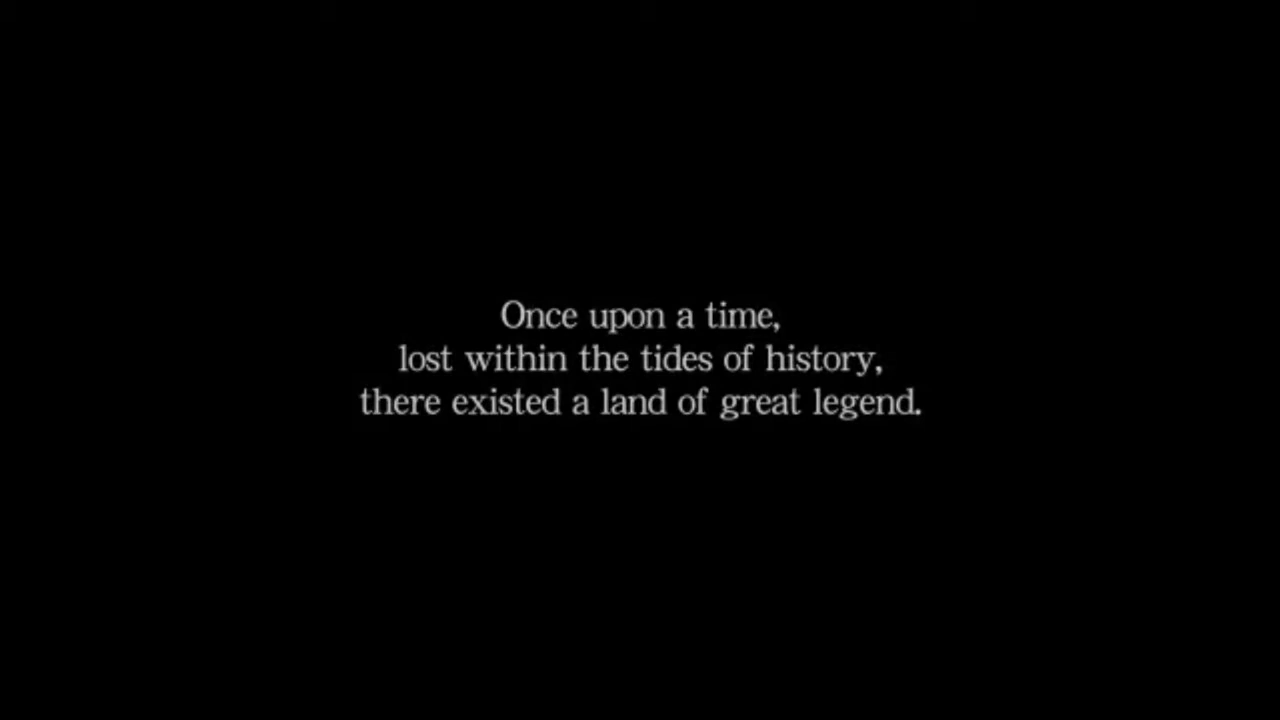 Once upon a time,
lost within the tides of history,
there existed a land of great legend.